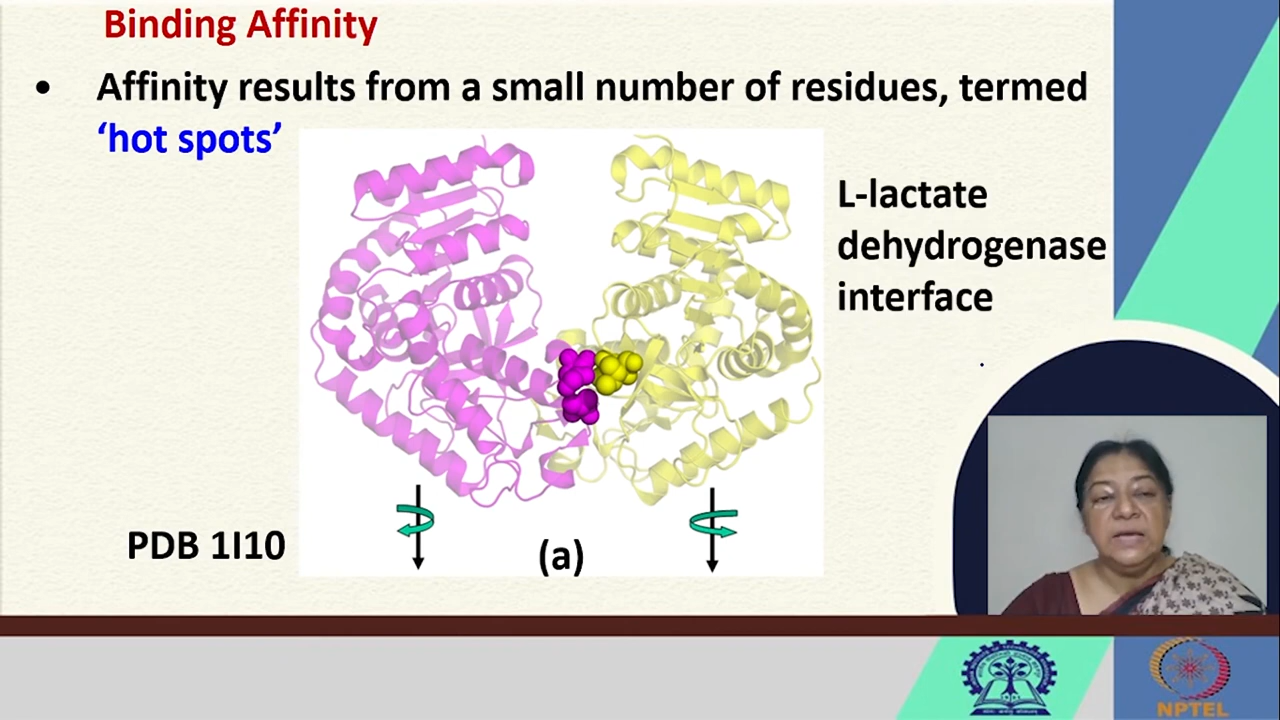 Binding Affinity
• Affinity results from a small number of residues, termed
‘hot spots’
L-lactate
dehydrogenase
interface
PDB 1I10
(a)
NPTEL